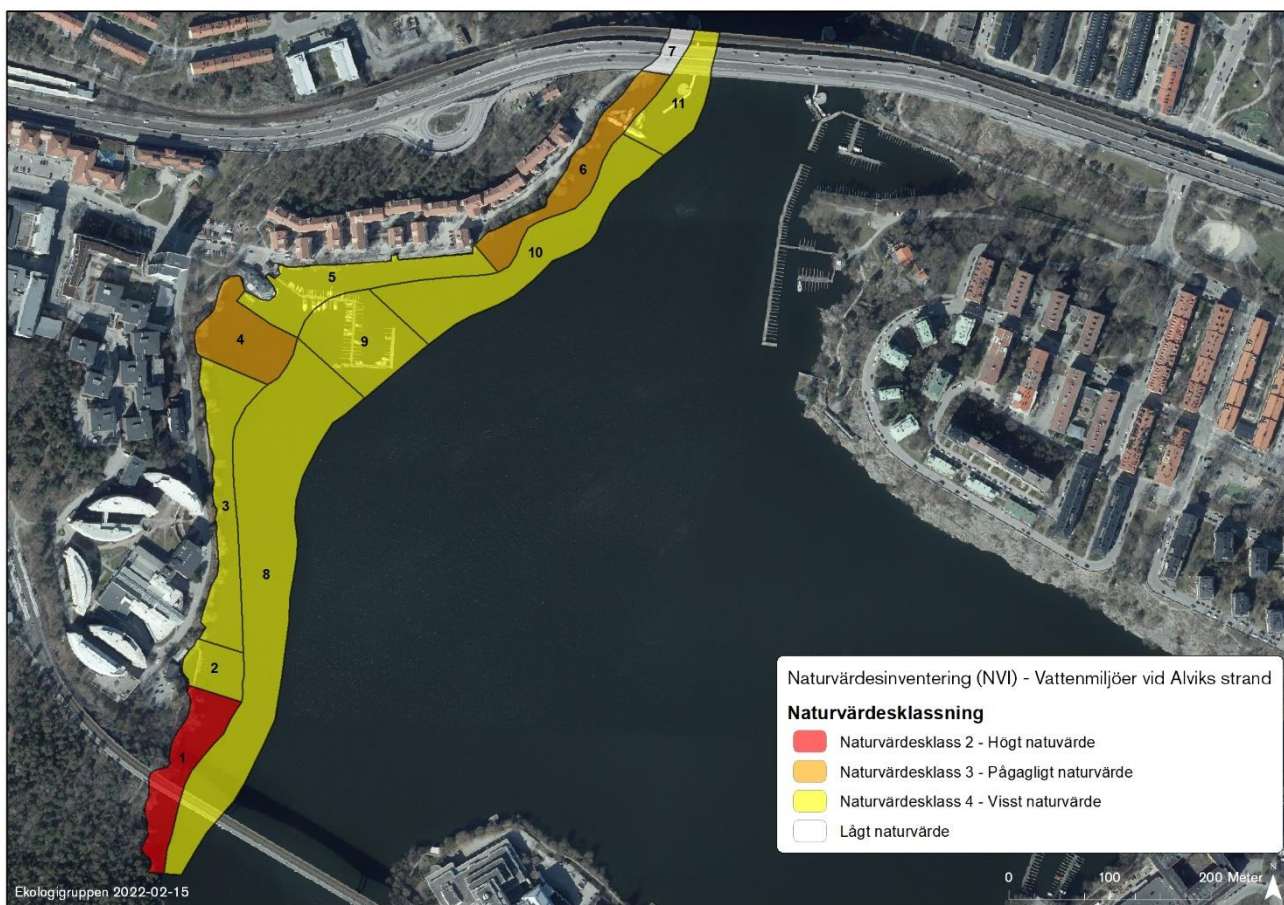 7
11
6
10
5
4
9
3
8
2
1
Naturvärdesinventering (NVI) - Vattenmiljöer vid Alviks strand
Naturvärdesklassning
Naturvärdesklass 2 - Högt natuvärde
Naturvärdesklass 3 - Pågagligt naturvärde
Naturvärdesklass 4 - Visst naturvärde
Lågt naturvärde
0 100 200 Meter
Ekologigruppen 2022-02-15